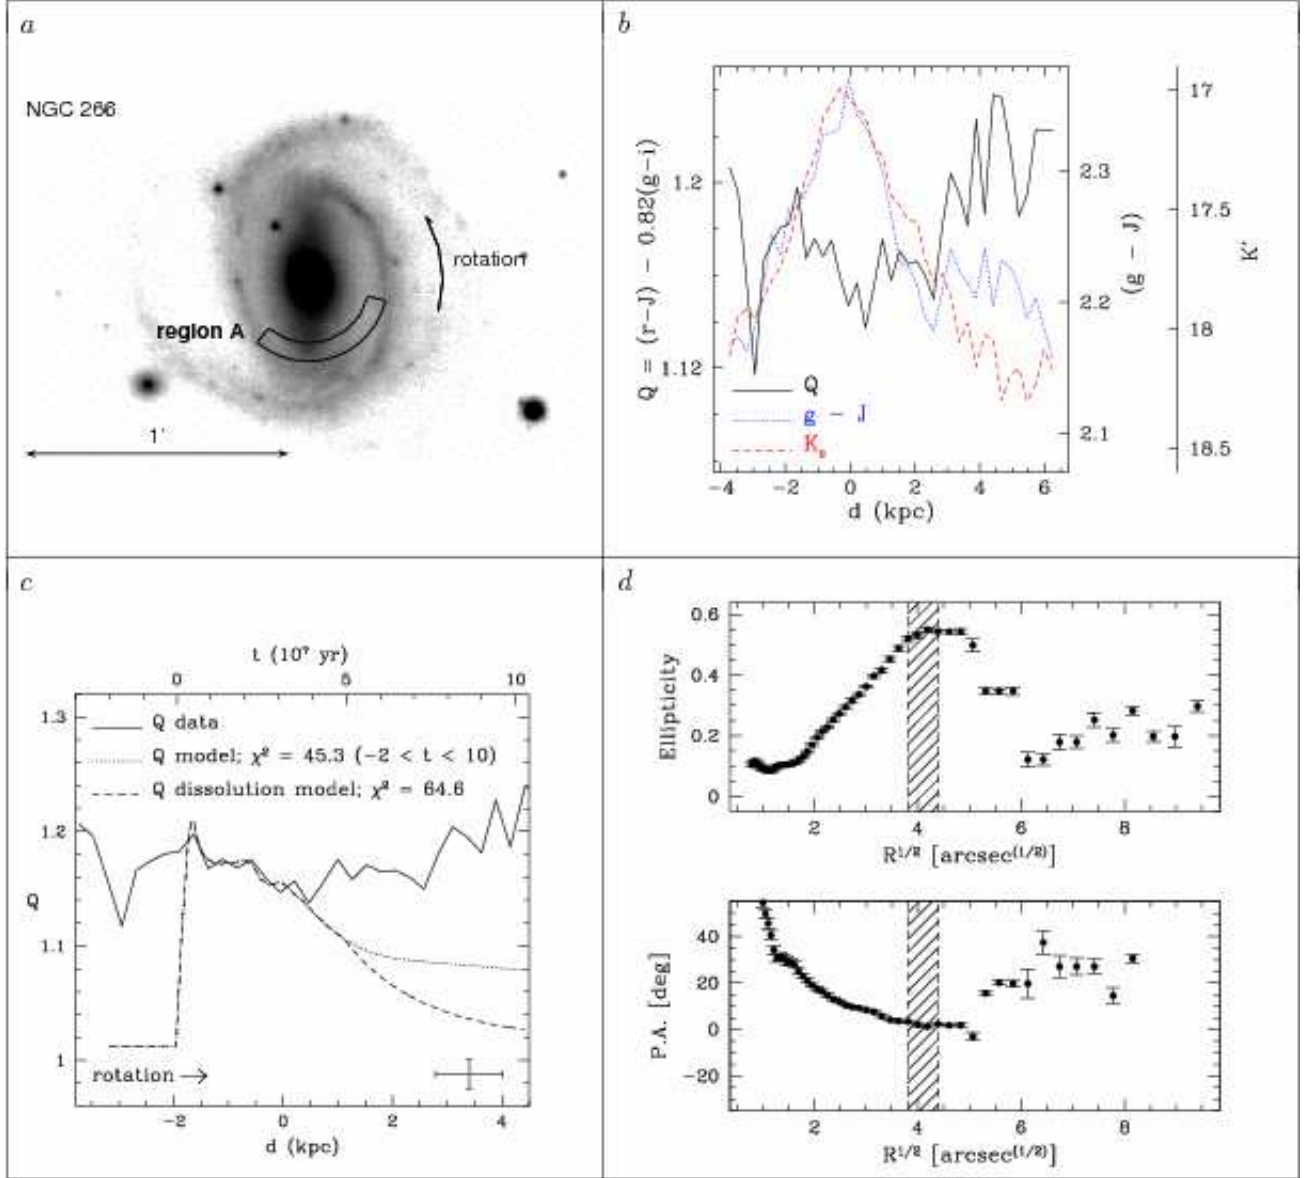 a
NGC 266
rotation
region A
1'
b
Q = (r-J) - 0.82(g-i)
1.2
1.12
Q
g - J
K_s
2.3
2.2
2.1
(g - J)
17
17.5
18
18.5
K'
-4 -2 0 2 4 6
d (kpc)
c
t (10⁷ yr)
0 5 10
1.3
1.2
1.1
1
Q
Q data
Q model; χ² = 45.3 (-2 < t < 10)
Q dissolution model; χ² = 64.6
rotation →
-2 0 2 4
d (kpc)
d
0.6
0.4
0.2
0
Ellipticity
2 4 6 8
R^1/2 [arcsec^(1/2)]
40
20
0
-20
P.A. [deg]
2 4 6 8
R^1/2 [arcsec^(1/2)]